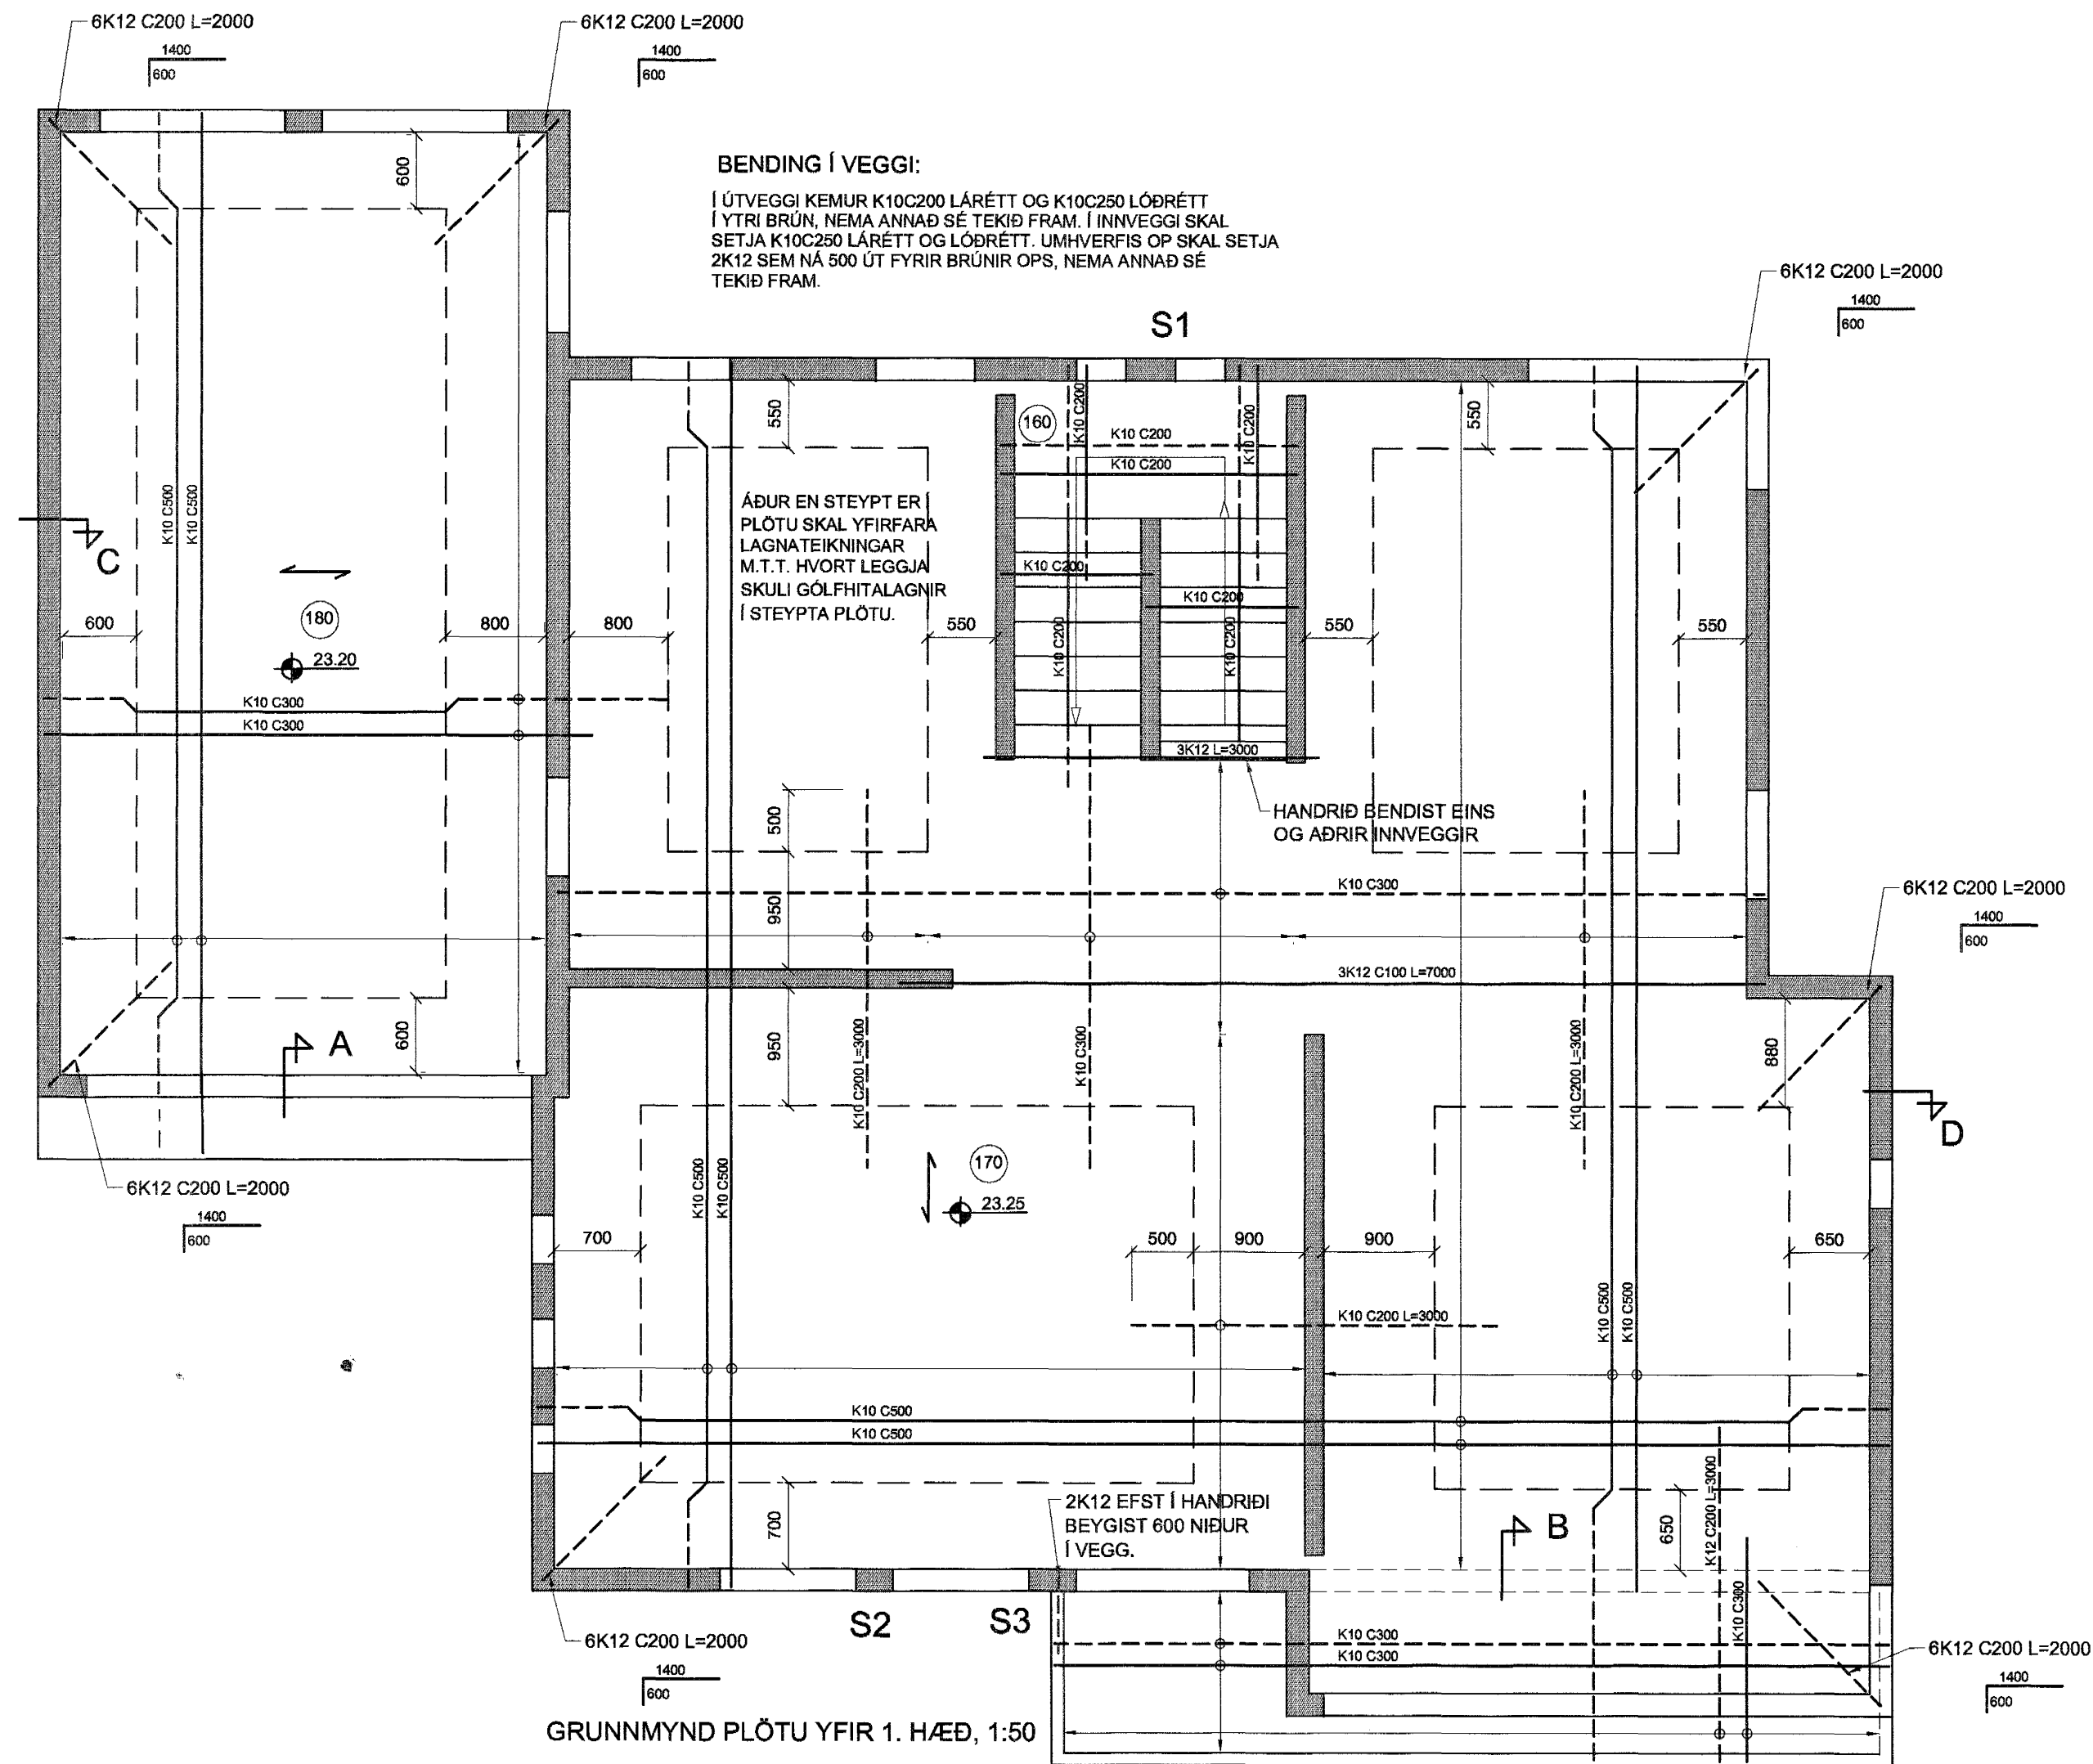 6K12 C200 L=2000
1400
600
6K12 C200 L=2000
1400
600
BENDING Í VEGGI:
Í ÚTVEGGI KEMUR K10C200 LÁRÉTT OG K10C250 LÓÐRÉTT
Í YTRI BRÚN, NEMA ANNAÐ SÉ TEKIÐ FRAM. Í INNVEGGI SKAL
SETJA K10C250 LÁRÉTT OG LÓÐRÉTT. UMHVERFIS OP SKAL SETJA
2K12 SEM NÁ 500 ÚT FYRIR BRÚNIR OPS, NEMA ANNAÐ SÉ
TEKIÐ FRAM.
6K12 C200 L=2000
1400
600
S1
600
550
160
K10 C200
K10 C200
K10 C200
K10 C200
550
ÁÐUR EN STEYPT ER Í
PLÖTU SKAL YFIRFARA
LAGNATEIKNINGAR
M.T.T. HVORT LEGGJA
SKULI GÓLFHITALAGNIR
Í STEYPTA PLÖTU.
K10 C500
K10 C500
C
K10 C200
K10 C200
180
600
800
800
550
550
550
23.20
K10 C200
K10 C200
K10 C300
K10 C300
3K12 L=3000
HANDRIÐ BENDIST EINS
OG AÐRIR INNVEGGIR
500
K10 C300
6K12 C200 L=2000
1400
600
950
3K12 C100 L=7000
A
600
950
K10 C200 L=3000
K10 C300
K10 C200 L=3000
880
D
170
23.25
K10 C500
K10 C500
6K12 C200 L=2000
1400
600
700
500
900
900
650
K10 C200 L=3000
K10 C500
K10 C500
K10 C500
K10 C500
K12 C200 L=3000
2K12 EFST Í HANDRIÐI
BEYGIST 600 NIÐUR
Í VEGG.
700
650
B
K10 C300
S2
S3
6K12 C200 L=2000
1400
600
K10 C300
K10 C300
6K12 C200 L=2000
1400
600
GRUNNMYND PLÖTU YFIR 1. HÆÐ, 1:50